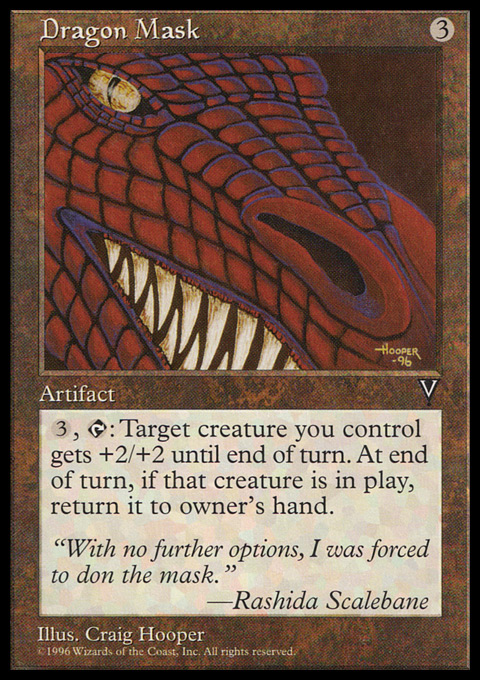 Dragon Mask 3
HOOPER
-96
Artifact
V
3, : Target creature you control
gets +2/+2 until end of turn. At end
of turn, if that creature is in play,
return it to owner's hand.
“With no further options, I was forced
to don the mask.”
—Rashida Scalebane
Illus. Craig Hooper
©1996 Wizards of the Coast, Inc. All rights reserved.